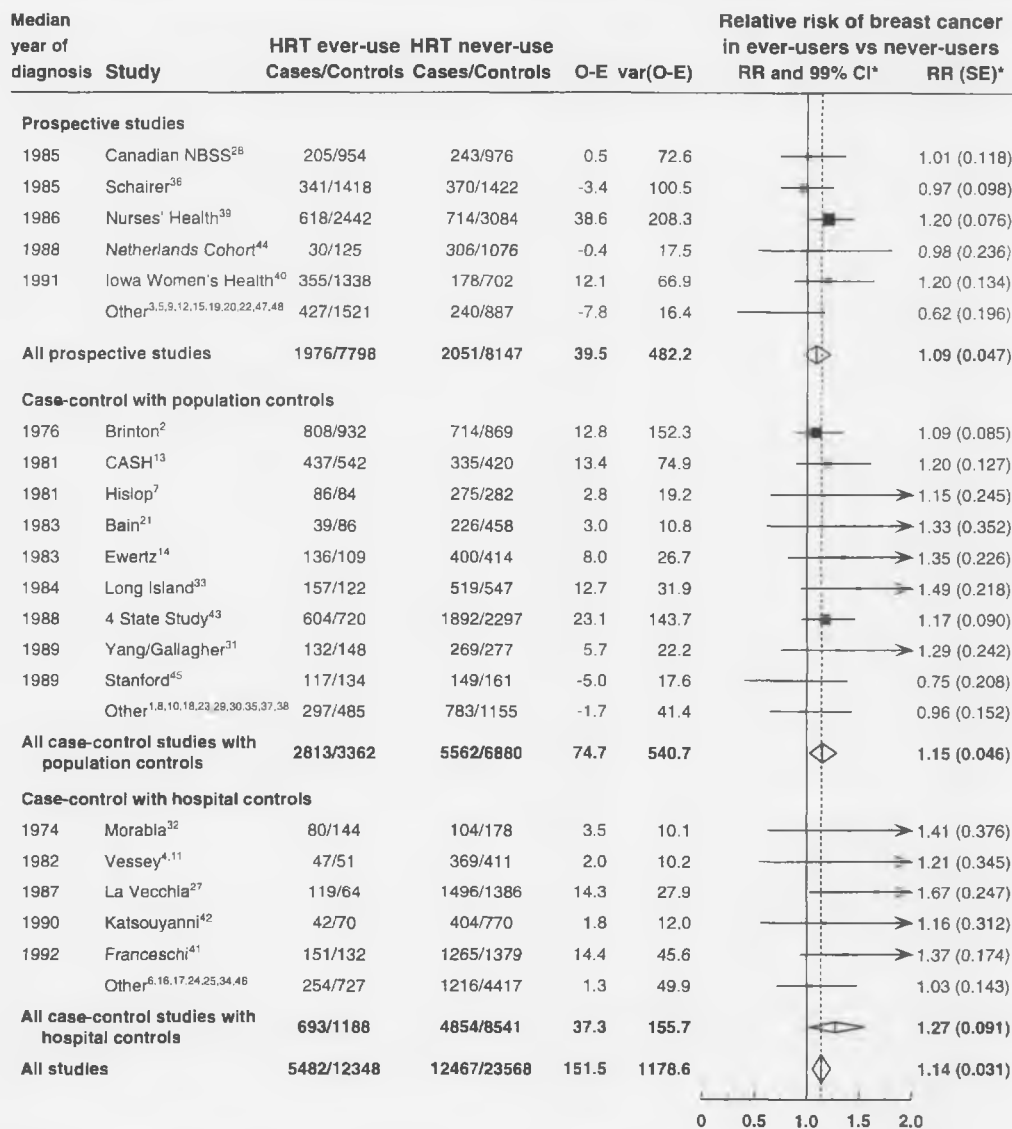 Median
year of
diagnosis Study HRT ever-use HRT never-use Relative risk of breast cancer
Cases/Controls Cases/Controls O-E var(O-E) in ever-users vs never-users
RR and 99% CI* RR (SE)*
Prospective studies
1985 Canadian NBSS28 205/954 243/976 0.5 72.6 1.01 (0.118)
1985 Schairer36 341/1418 370/1422 -3.4 100.5 0.97 (0.098)
1986 Nurses' Health39 618/2442 714/3084 38.6 208.3 1.20 (0.076)
1988 Netherlands Cohort44 30/125 306/1076 -0.4 17.5 0.98 (0.236)
1991 Iowa Women's Health40 355/1338 178/702 12.1 66.9 1.20 (0.134)
Other3,5,9,12,15,19,20,22,47,48 427/1521 240/887 -7.8 16.4 0.62 (0.196)
All prospective studies 1976/7798 2051/8147 39.5 482.2 1.09 (0.047)
Case-control with population controls
1976 Brinton2 808/932 714/869 12.8 152.3 1.09 (0.085)
1981 CASH13 437/542 335/420 13.4 74.9 1.20 (0.127)
1981 Hislop7 86/84 275/282 2.8 19.2 1.15 (0.245)
1983 Bain21 39/86 226/458 3.0 10.8 1.33 (0.352)
1983 Ewertz14 136/109 400/414 8.0 26.7 1.35 (0.226)
1984 Long Island33 157/122 519/547 12.7 31.9 1.49 (0.218)
1988 4 State Study43 604/720 1892/2297 23.1 143.7 1.17 (0.090)
1989 Yang/Gallagher31 132/148 269/277 5.7 22.2 1.29 (0.242)
1989 Stanford45 117/134 149/161 -5.0 17.6 0.75 (0.208)
Other1,8,10,18,23,29,30,35,37,38 297/485 783/1155 -1.7 41.4 0.96 (0.152)
All case-control studies with
population controls 2813/3362 5562/6880 74.7 540.7 1.15 (0.046)
Case-control with hospital controls
1974 Morabia32 80/144 104/178 3.5 10.1 1.41 (0.376)
1982 Vessey4,11 47/51 369/411 2.0 10.2 1.21 (0.345)
1987 La Vecchia27 119/64 1496/1386 14.3 27.9 1.67 (0.247)
1990 Katsouyanni42 42/70 404/770 1.8 12.0 1.16 (0.312)
1992 Franceschi41 151/132 1265/1379 14.4 45.6 1.37 (0.174)
Other6,16,17,24,25,34,46 254/727 1216/4417 1.3 49.9 1.03 (0.143)
All case-control studies with
hospital controls 693/1188 4854/8541 37.3 155.7 1.27 (0.091)
All studies 5482/12348 12467/23568 151.5 1178.6 1.14 (0.031)
0 0.5 1.0 1.5 2.0